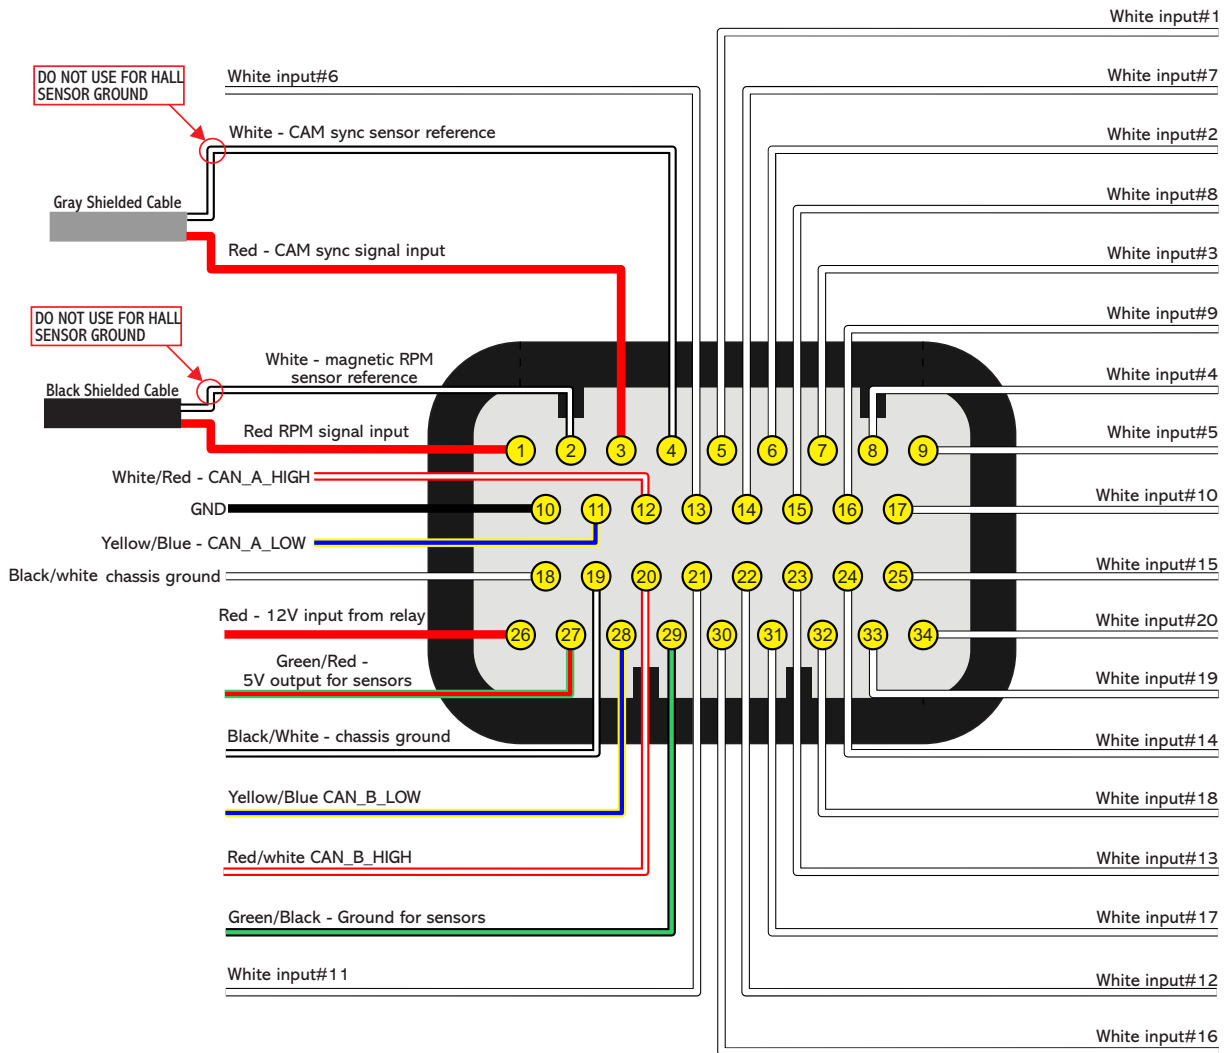 White input#1
DO NOT USE FOR HALL
SENSOR GROUND
White input#6
White input#7
White - CAM sync sensor reference
White input#2
Gray Shielded Cable
White input#8
Red - CAM sync signal input
White input#3
DO NOT USE FOR HALL
SENSOR GROUND
White input#9
White - magnetic RPM
sensor reference
Black Shielded Cable
White input#4
Red RPM signal input
White input#5
1 2 3 4 5 6 7 8 9
White/Red - CAN_A_HIGH
White input#10
GND
10 11 12 13 14 15 16 17
Yellow/Blue - CAN_A_LOW
White input#15
Black/white chassis ground
18 19 20 21 22 23 24 25
Red - 12V input from relay
White input#20
26 27 28 29 30 31 32 33 34
Green/Red -
5V output for sensors
White input#19
Black/White - chassis ground
White input#14
Yellow/Blue CAN_B_LOW
White input#18
Red/white CAN_B_HIGH
White input#13
Green/Black - Ground for sensors
White input#17
White input#11
White input#12
White input#16